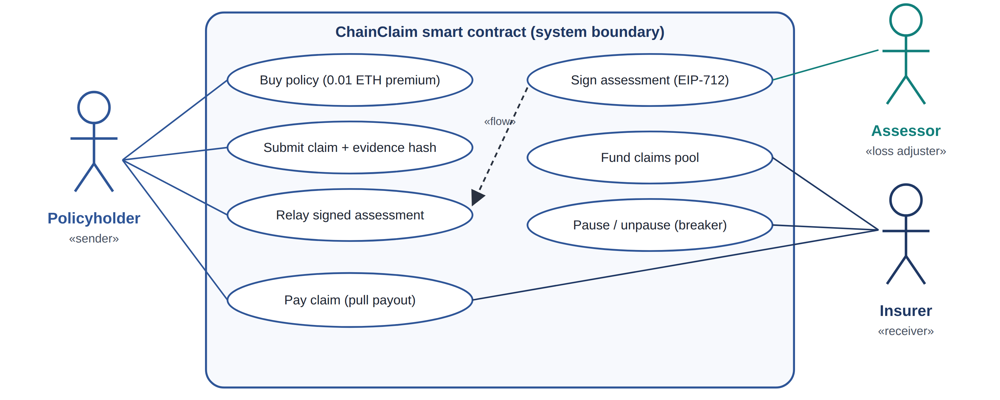 ChainClaim smart contract (system boundary)
Buy policy (0.01 ETH premium)
Sign assessment (EIP-712)
«flow»
Submit claim + evidence hash
Fund claims pool
Relay signed assessment
Pause / unpause (breaker)
Pay claim (pull payout)
Policyholder
«sender»
Assessor
«loss adjuster»
Insurer
«receiver»